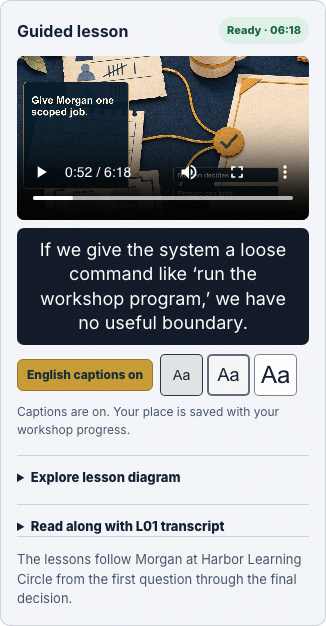 Guided lesson
Ready · 06:18
Give Morgan one
scoped job.
0:52 / 6:18
If we give the system a loose
command like ‘run the
workshop program,’ we have
no useful boundary.
English captions on
Aa
Aa
Aa
Captions are on. Your place is saved with your
workshop progress.
Explore lesson diagram
Read along with L01 transcript
The lessons follow Morgan at Harbor Learning
Circle from the first question through the final
decision.